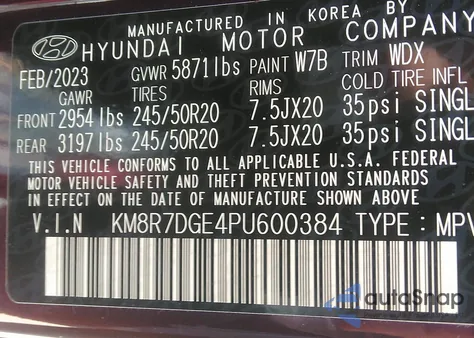 MANUFACTURED IN KOREA BY
HYUNDAI MOTOR COMPANY
FEB/2023 GVWR 5871lbs PAINT W7B TRIM WDX
GAWR TIRES RIMS COLD TIRE INFL
FRONT 2954lbs 245/50R20 7.5JX20 35psi SINGL
REAR 3197lbs 245/50R20 7.5JX20 35psi SINGL
THIS VEHICLE CONFORMS TO ALL APPLICABLE U.S.A. FEDERAL
MOTOR VEHICLE SAFETY AND THEFT PREVENTION STANDARDS
IN EFFECT ON THE DATE OF MANUFACTURE SHOWN ABOVE
V.I.N KM8R7DGE4PU600384 TYPE : MPV
autoSnap